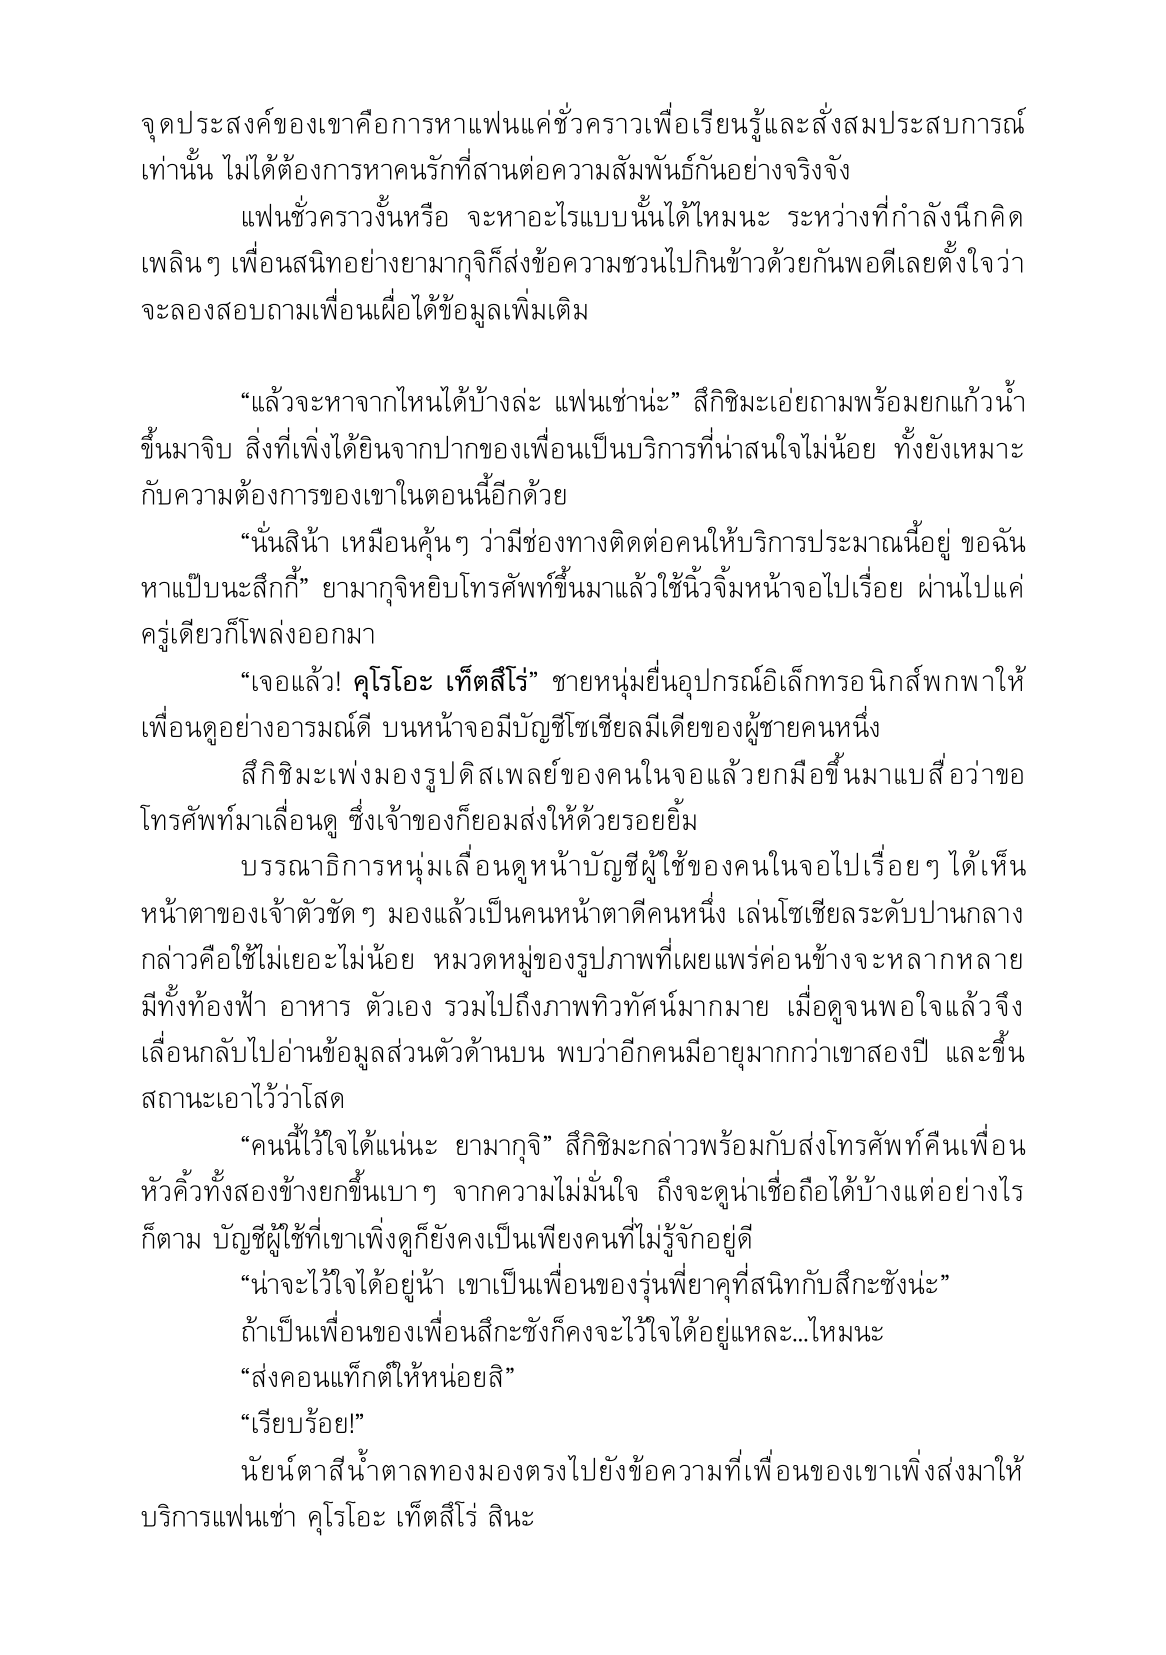 จุดประสงค์ของเขาคือการหาแฟนแค่ชั่วคราวเพื่อเรียนรู้และสั่งสมประสบการณ์
เท่านั้น ไม่ได้ต้องการหาคนรักที่สานต่อความสัมพันธ์กันอย่างจริงจัง
แฟนชั่วคราวงั้นหรือ จะหาอะไรแบบนั้นได้ไหมนะ ระหว่างที่กำลังนึกคิด
เพลินๆ เพื่อนสนิทอย่างยามากุจิก็ส่งข้อความชวนไปกินข้าวด้วยกันพอดีเลยตั้งใจว่า
จะลองสอบถามเพื่อนเผื่อได้ข้อมูลเพิ่มเติม
“แล้วจะหาจากไหนได้บ้างล่ะ แฟนเช่าน่ะ” สึกิชิมะเอ่ยถามพร้อมยกแก้วน้ำ
ขึ้นมาจิบ สิ่งที่เพิ่งได้ยินจากปากของเพื่อนเป็นบริการที่น่าสนใจไม่น้อย ทั้งยังเหมาะ
กับความต้องการของเขาในตอนนี้อีกด้วย
“นั่นสิน้า เหมือนคุ้นๆ ว่ามีช่องทางติดต่อคนให้บริการประมาณนี้อยู่ ขอฉัน
หาแป๊บนะสึกกี้” ยามากุจิหยิบโทรศัพท์ขึ้นมาแล้วใช้นิ้วจิ้มหน้าจอไปเรื่อย ผ่านไปแค่
ครู่เดียวก็โพล่งออกมา
“เจอแล้ว! คุโรโอะ เท็ตสึโร่” ชายหนุ่มยื่นอุปกรณ์อิเล็กทรอนิกส์พกพาให้
เพื่อนดูอย่างอารมณ์ดี บนหน้าจอมีบัญชีโซเชียลมีเดียของผู้ชายคนหนึ่ง
สึกิชิมะเพ่งมองรูปดิสเพลย์ของคนในจอแล้วยกมือขึ้นมาแบสื่อว่าขอ
โทรศัพท์มาเลื่อนดู ซึ่งเจ้าของก็ยอมส่งให้ด้วยรอยยิ้ม
บรรณาธิการหนุ่มเลื่อนดูหน้าบัญชีผู้ใช้ของคนในจอไปเรื่อยๆ ได้เห็น
หน้าตาของเจ้าตัวชัดๆ มองแล้วเป็นคนหน้าตาดีคนหนึ่ง เล่นโซเชียลระดับปานกลาง
กล่าวคือใช้ไม่เยอะไม่น้อย หมวดหมู่ของรูปภาพที่เผยแพร่ค่อนข้างจะหลากหลาย
มีทั้งท้องฟ้า อาหาร ตัวเอง รวมไปถึงภาพทิวทัศน์มากมาย เมื่อดูจนพอใจแล้วจึง
เลื่อนกลับไปอ่านข้อมูลส่วนตัวด้านบน พบว่าอีกคนมีอายุมากกว่าเขาสองปี และขึ้น
สถานะเอาไว้ว่าโสด
“คนนี้ไว้ใจได้แน่นะ ยามากุจิ” สึกิชิมะกล่าวพร้อมกับส่งโทรศัพท์คืนเพื่อน
หัวคิ้วทั้งสองข้างยกขึ้นเบาๆ จากความไม่มั่นใจ ถึงจะดูน่าเชื่อถือได้บ้างแต่อย่างไร
ก็ตาม บัญชีผู้ใช้ที่เขาเพิ่งดูก็ยังคงเป็นเพียงคนที่ไม่รู้จักอยู่ดี
“น่าจะไว้ใจได้อยู่น้า เขาเป็นเพื่อนของรุ่นพี่ยาคุที่สนิทกับสึกะซังน่ะ”
ถ้าเป็นเพื่อนของเพื่อนสึกะซังก็คงจะไว้ใจได้อยู่แหละ...ไหมนะ
“ส่งคอนแท็กต์ให้หน่อยสิ”
“เรียบร้อย!”
นัยน์ตาสีน้ำตาลทองมองตรงไปยังข้อความที่เพื่อนของเขาเพิ่งส่งมาให้
บริการแฟนเช่า คุโรโอะ เท็ตสึโร่ สินะ